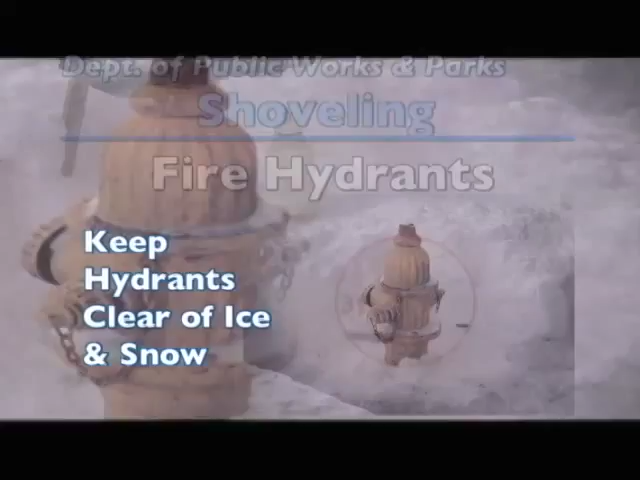 Dept. of Public Works & Parks
Shoveling
Fire Hydrants
Keep
Hydrants
Clear of Ice
& Snow